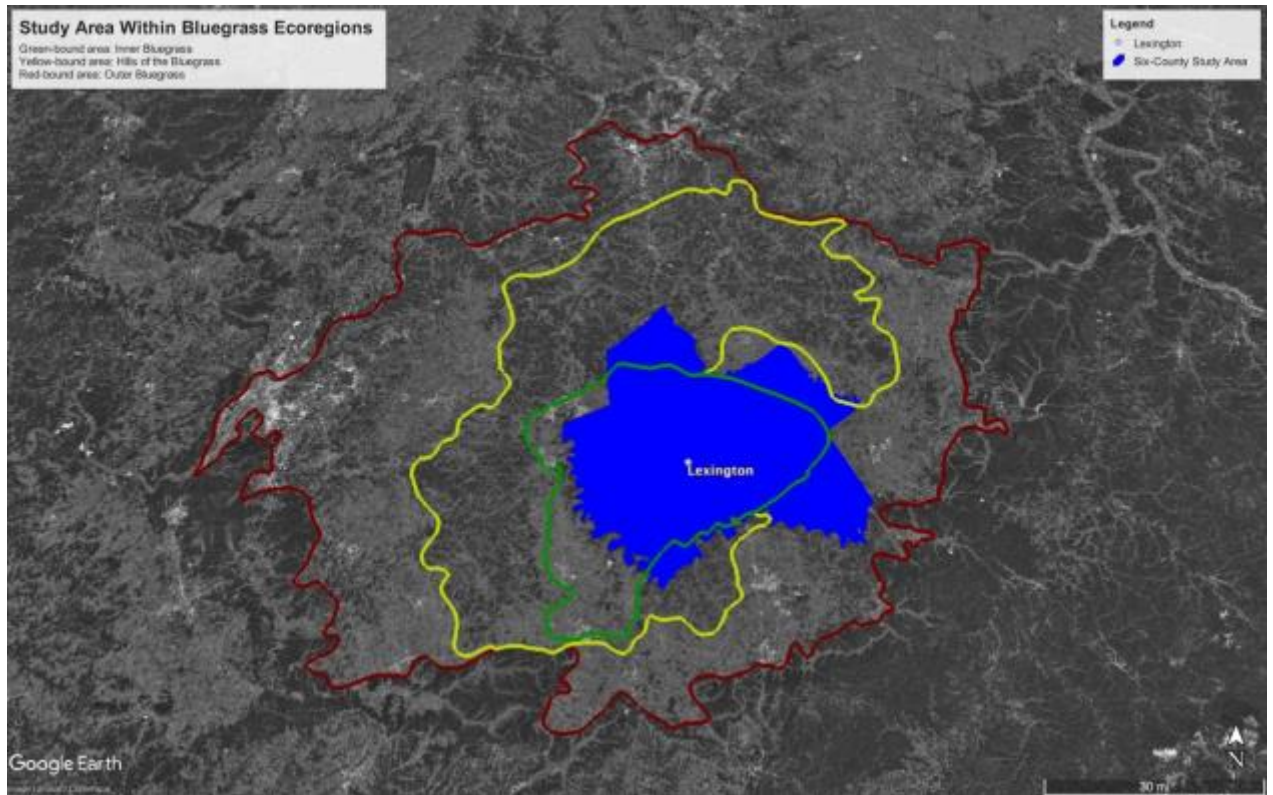 Study Area Within Bluegrass Ecoregions
Green-bound area: Inner Bluegrass
Yellow-bound area: Hills of the Bluegrass
Red-bound area: Outer Bluegrass
Legend
Lexington
Six-County Study Area
Lexington
Google Earth
N
30 mi